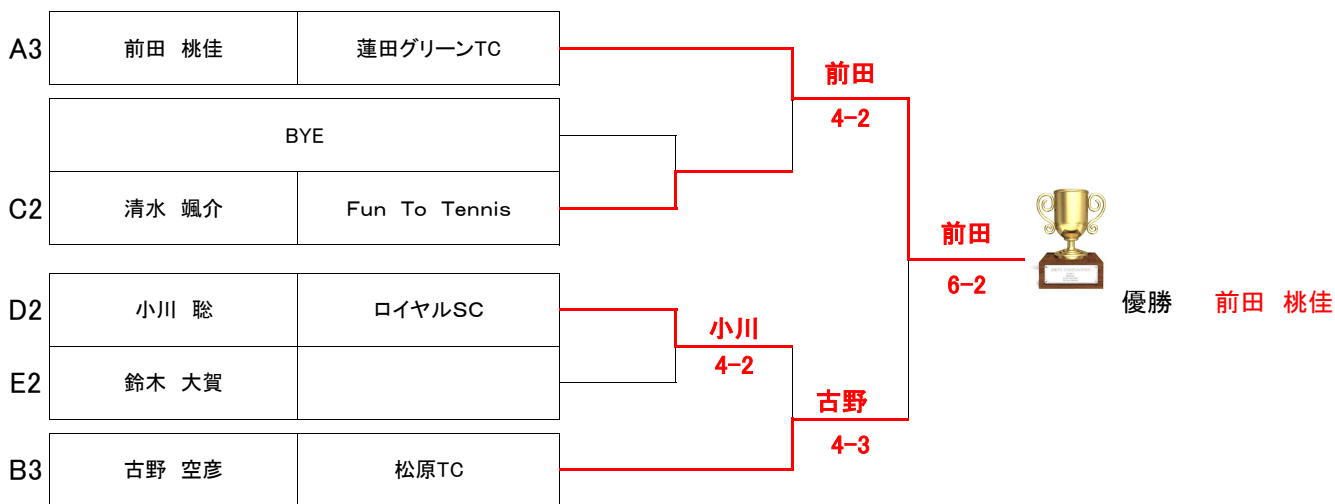 A3 前田 桃佳 蓮田グリーンTC
前田
4-2
BYE
C2 清水 颯介 Fun To Tennis
前田
6-2
優勝 前田 桃佳
D2 小川 聡 ロイヤルSC
小川
4-2
E2 鈴木 大賀
古野
4-3
B3 古野 空彦 松原TC